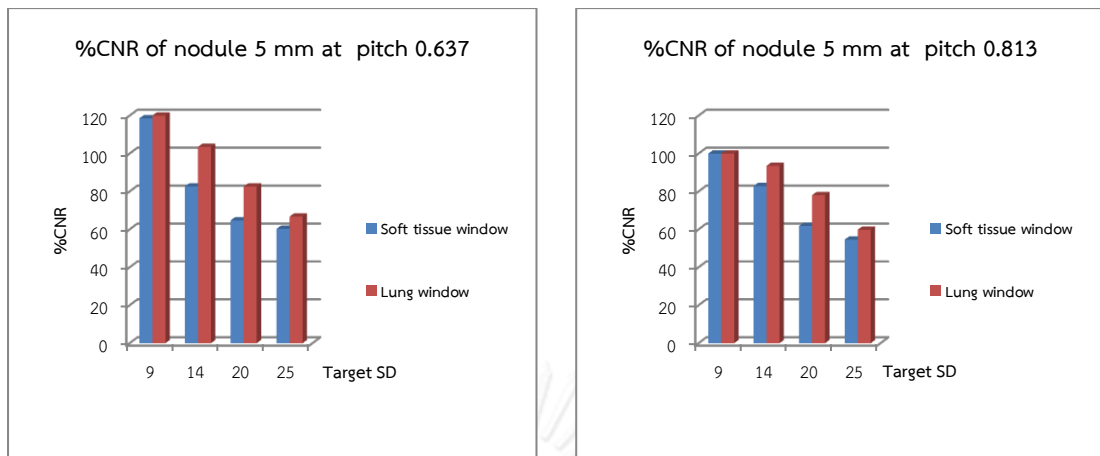 %CNR of nodule 5 mm at pitch 0.637
120
100
80
60
40
20
0
%CNR
9 14 20 25 Target SD
Soft tissue window
Lung window
%CNR of nodule 5 mm at pitch 0.813
120
100
80
60
40
20
0
%CNR
9 14 20 25 Target SD
Soft tissue window
Lung window